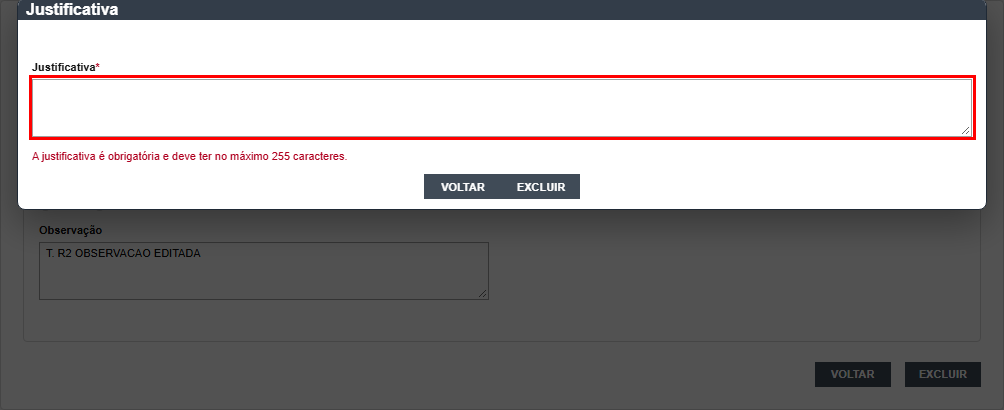 Justificativa
Justificativa*
A justificativa é obrigatória e deve ter no máximo 255 caracteres.
VOLTAR EXCLUIR
Observação
T. R2 OBSERVACAO EDITADA
VOLTAR EXCLUIR